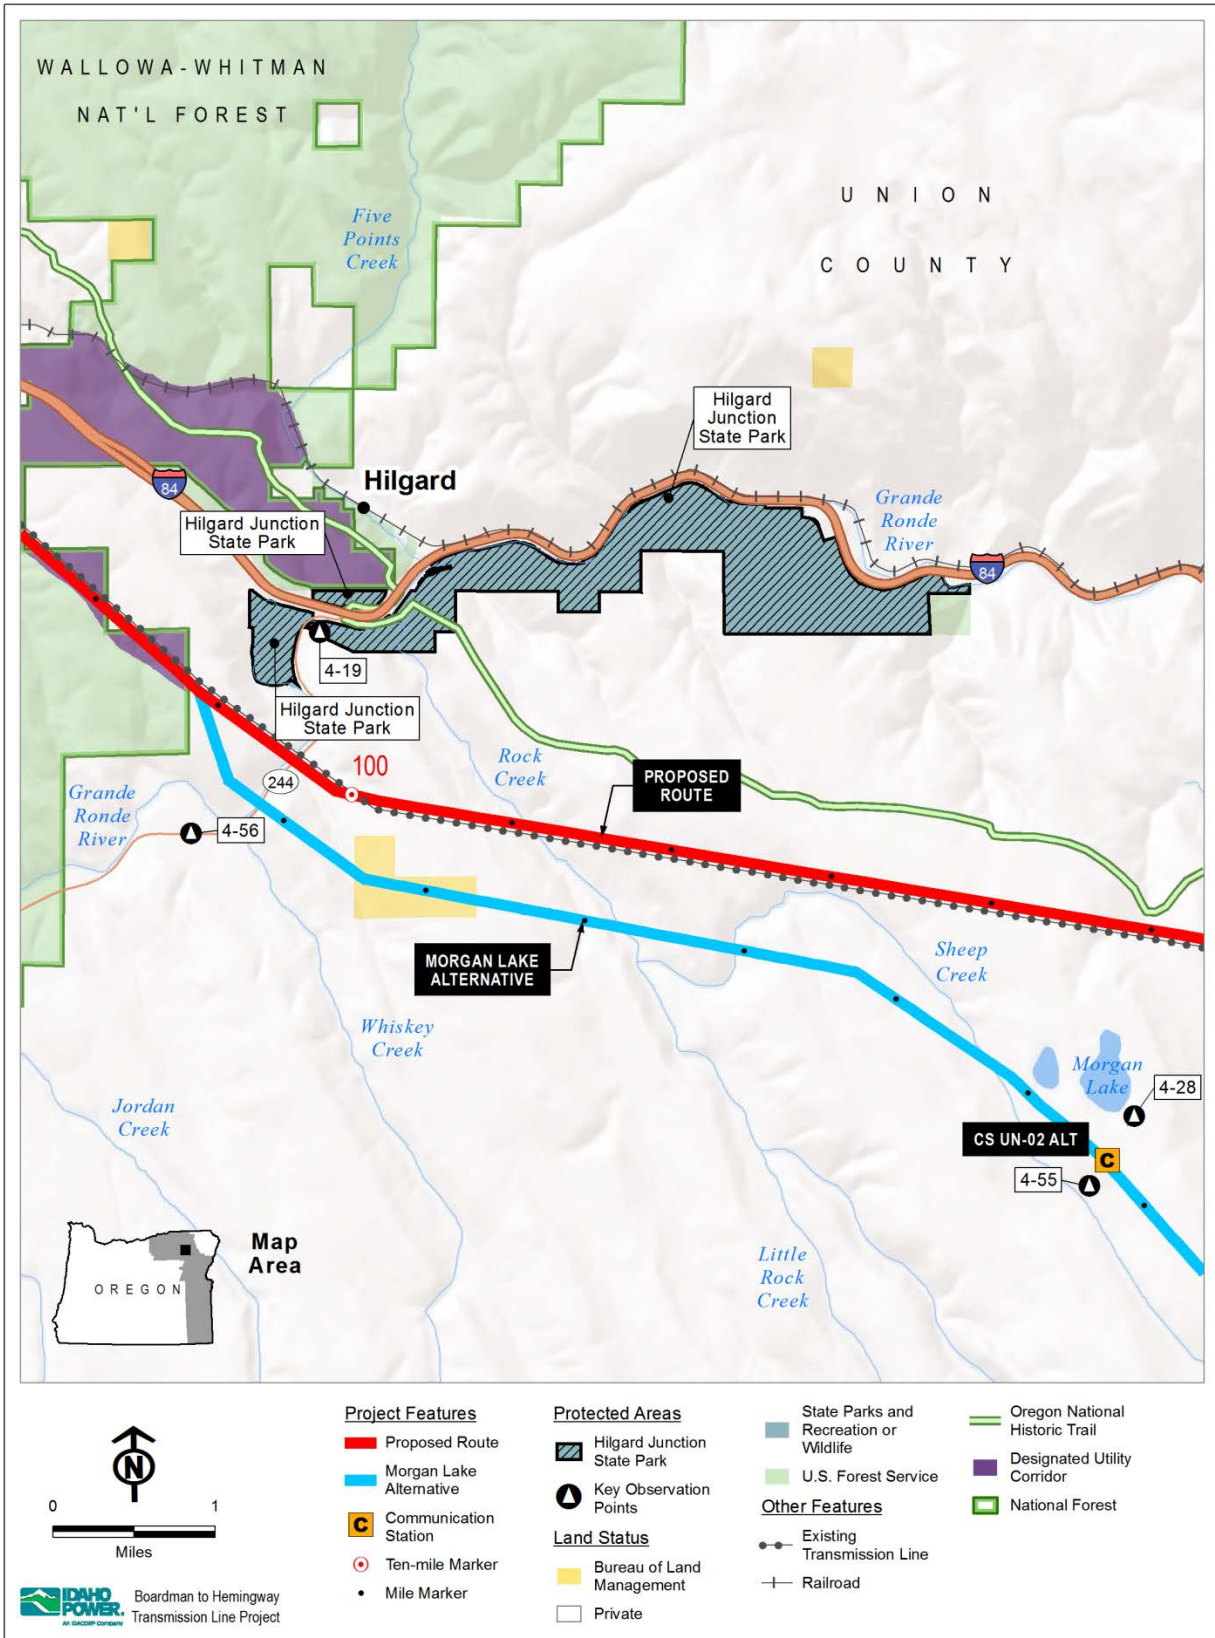 WALLOWA-WHITMAN
NAT'L FOREST
UNION
COUNTY
Five
Points
Creek
Hilgard
Junction
State Park
84
Hilgard
Grande
Ronde
River
Hilgard Junction
State Park
84
4-19
Hilgard Junction
State Park
Rock
Creek
100
244
PROPOSED
ROUTE
Grande
Ronde
River
4-56
MORGAN LAKE
ALTERNATIVE
Sheep
Creek
Whiskey
Creek
Morgan
Lake
4-28
Jordan
Creek
CS UN-02 ALT
C
4-55
Map
Area
OREGON
Little
Rock
Creek
N
0 1
Miles
IDAHO
POWER.
An IDACORP Company
Boardman to Hemingway
Transmission Line Project
Project Features
Proposed Route
Morgan Lake
Alternative
C
Communication
Station
Ten-mile Marker
Mile Marker
Protected Areas
Hilgard Junction
State Park
Key Observation
Points
Land Status
Bureau of Land
Management
Private
State Parks and
Recreation or
Wildlife
U.S. Forest Service
Other Features
Existing
Transmission Line
Railroad
Oregon National
Historic Trail
Designated Utility
Corridor
National Forest